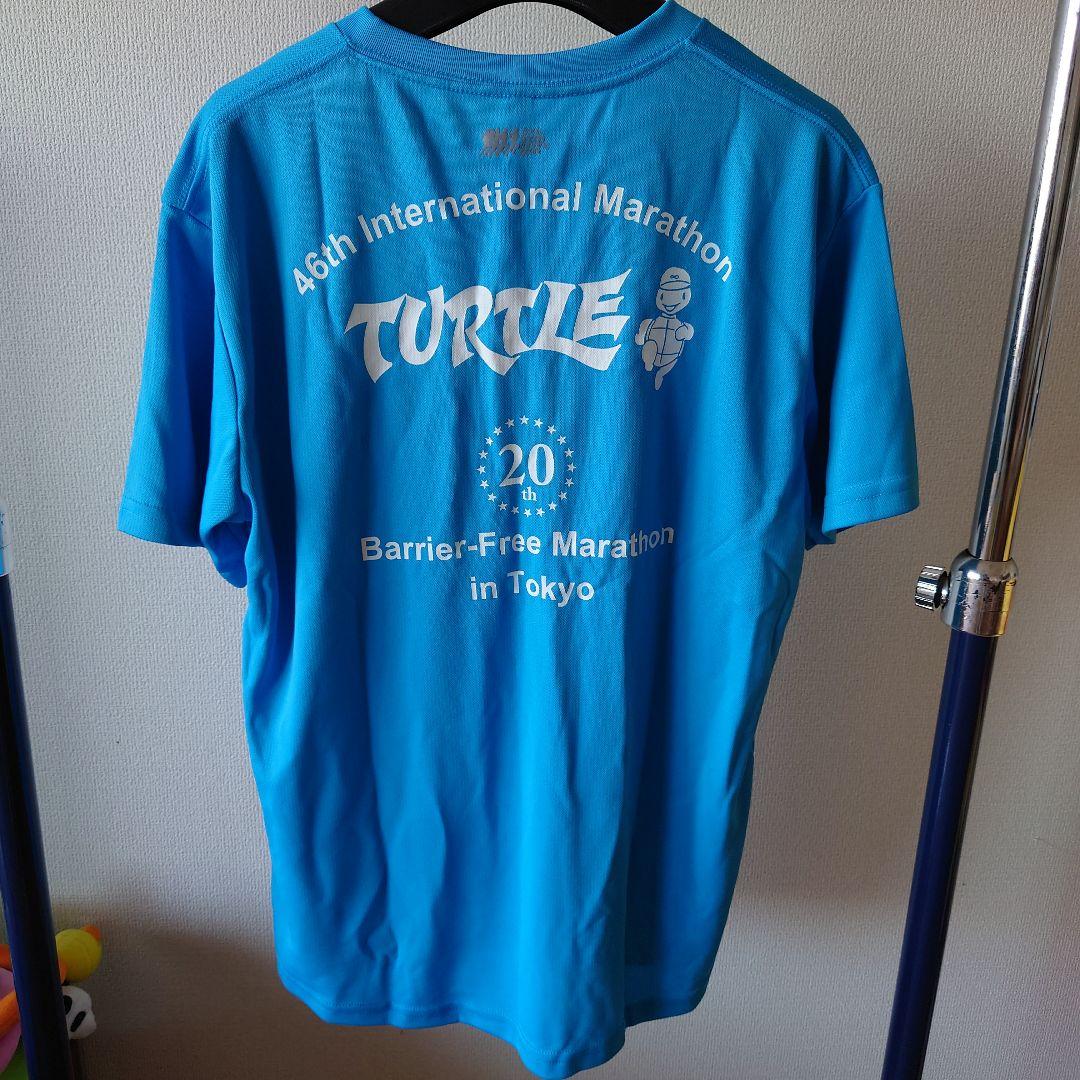 46th International Marathon
TURTLE
20
th
Barrier-Free Marathon
in Tokyo